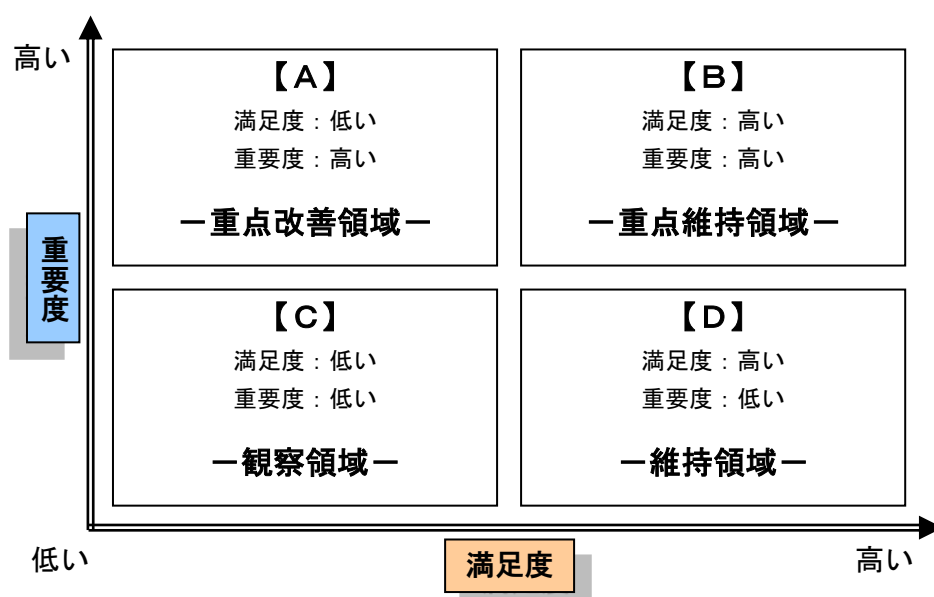 高い
【A】
満足度：低い
重要度：高い
－重点改善領域－
【B】
満足度：高い
重要度：高い
－重点維持領域－
重要度
【C】
満足度：低い
重要度：低い
－観察領域－
【D】
満足度：高い
重要度：低い
－維持領域－
低い
満足度
高い